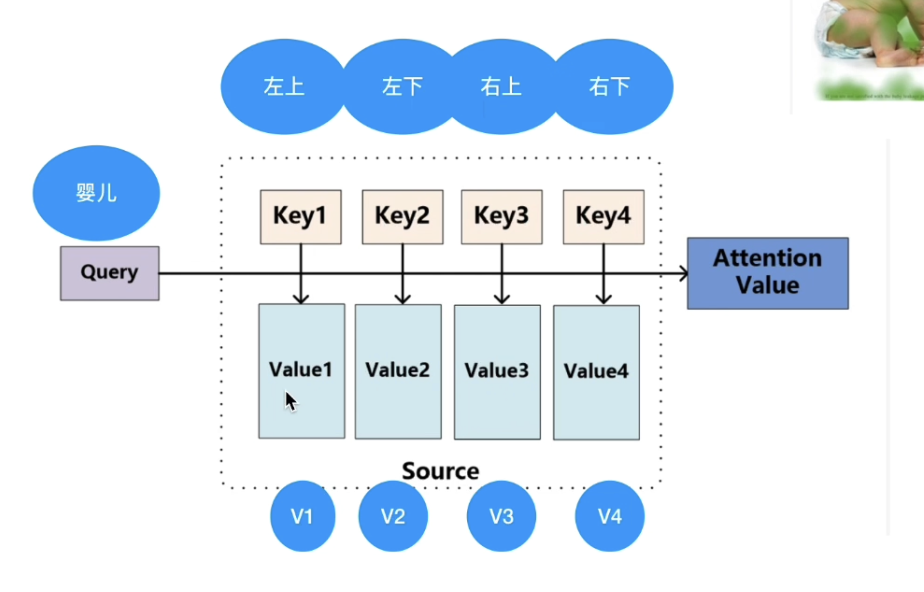 左上 左下 右上 右下
婴儿
Key1 Key2 Key3 Key4
Query
Attention
Value
Value1 Value2 Value3 Value4
Source
V1 V2 V3 V4